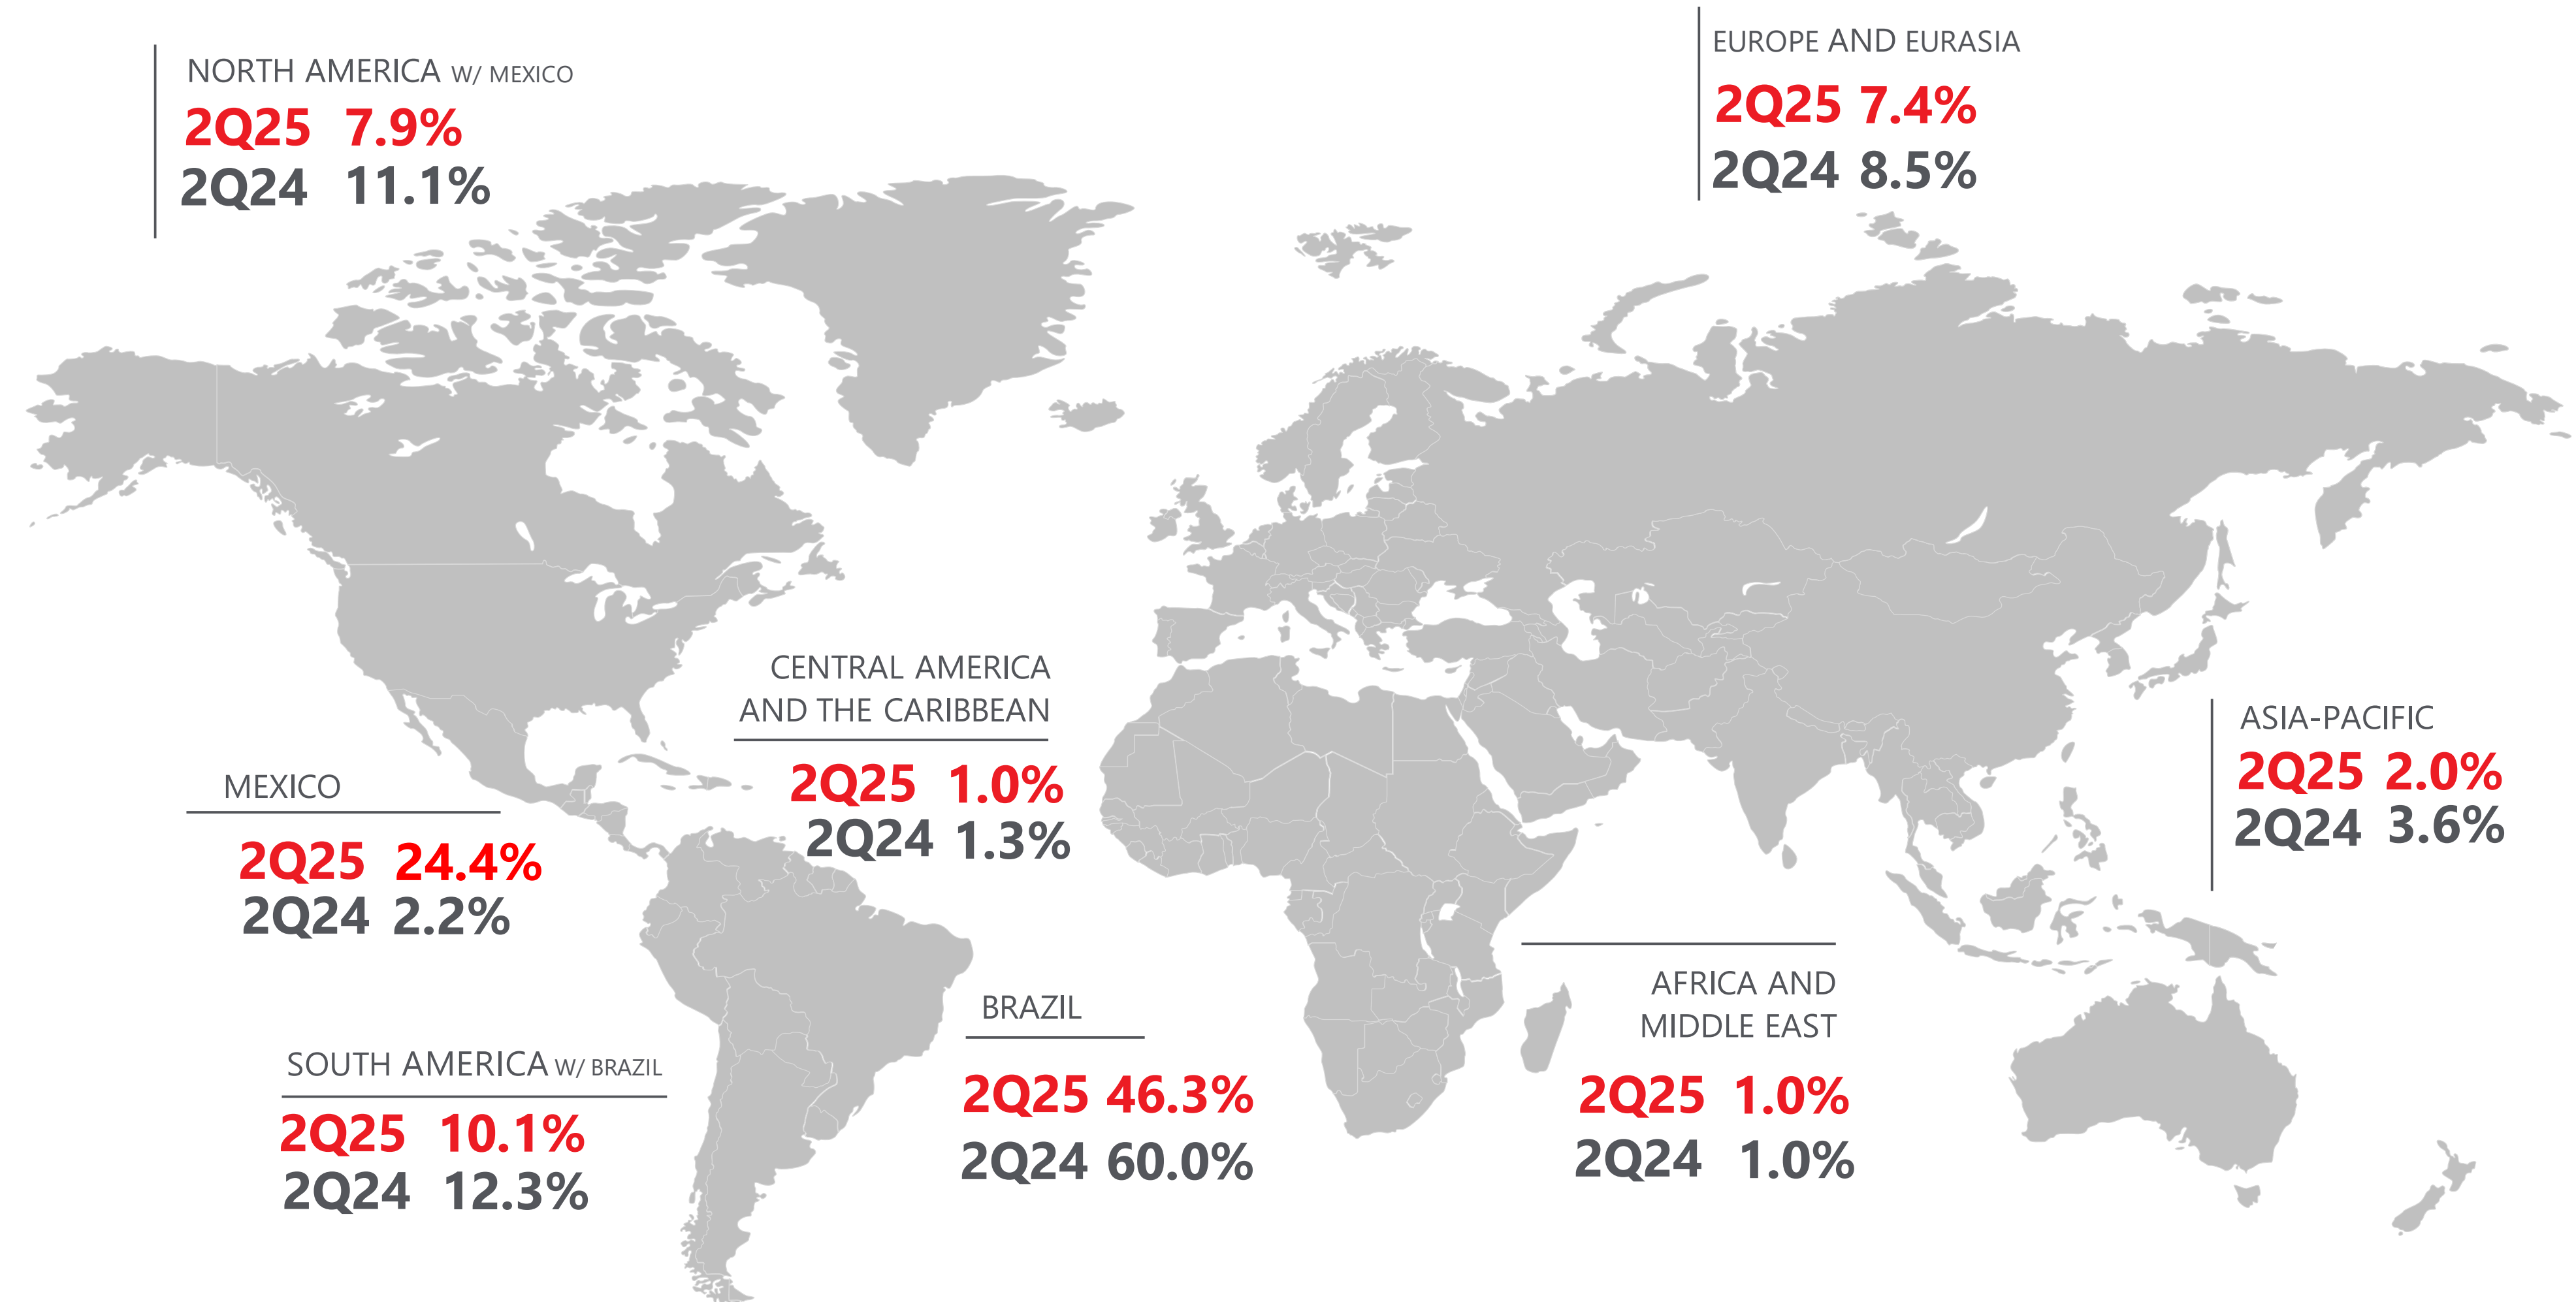 NORTH AMERICA W/ MEXICO
2Q25 7.9%
2Q24 11.1%
EUROPE AND EURASIA
2Q25 7.4%
2Q24 8.5%
CENTRAL AMERICA
AND THE CARIBBEAN
2Q25 1.0%
2Q24 1.3%
ASIA-PACIFIC
2Q25 2.0%
2Q24 3.6%
MEXICO
2Q25 24.4%
2Q24 2.2%
AFRICA AND
MIDDLE EAST
2Q25 1.0%
2Q24 1.0%
BRAZIL
2Q25 46.3%
2Q24 60.0%
SOUTH AMERICA W/ BRAZIL
2Q25 10.1%
2Q24 12.3%